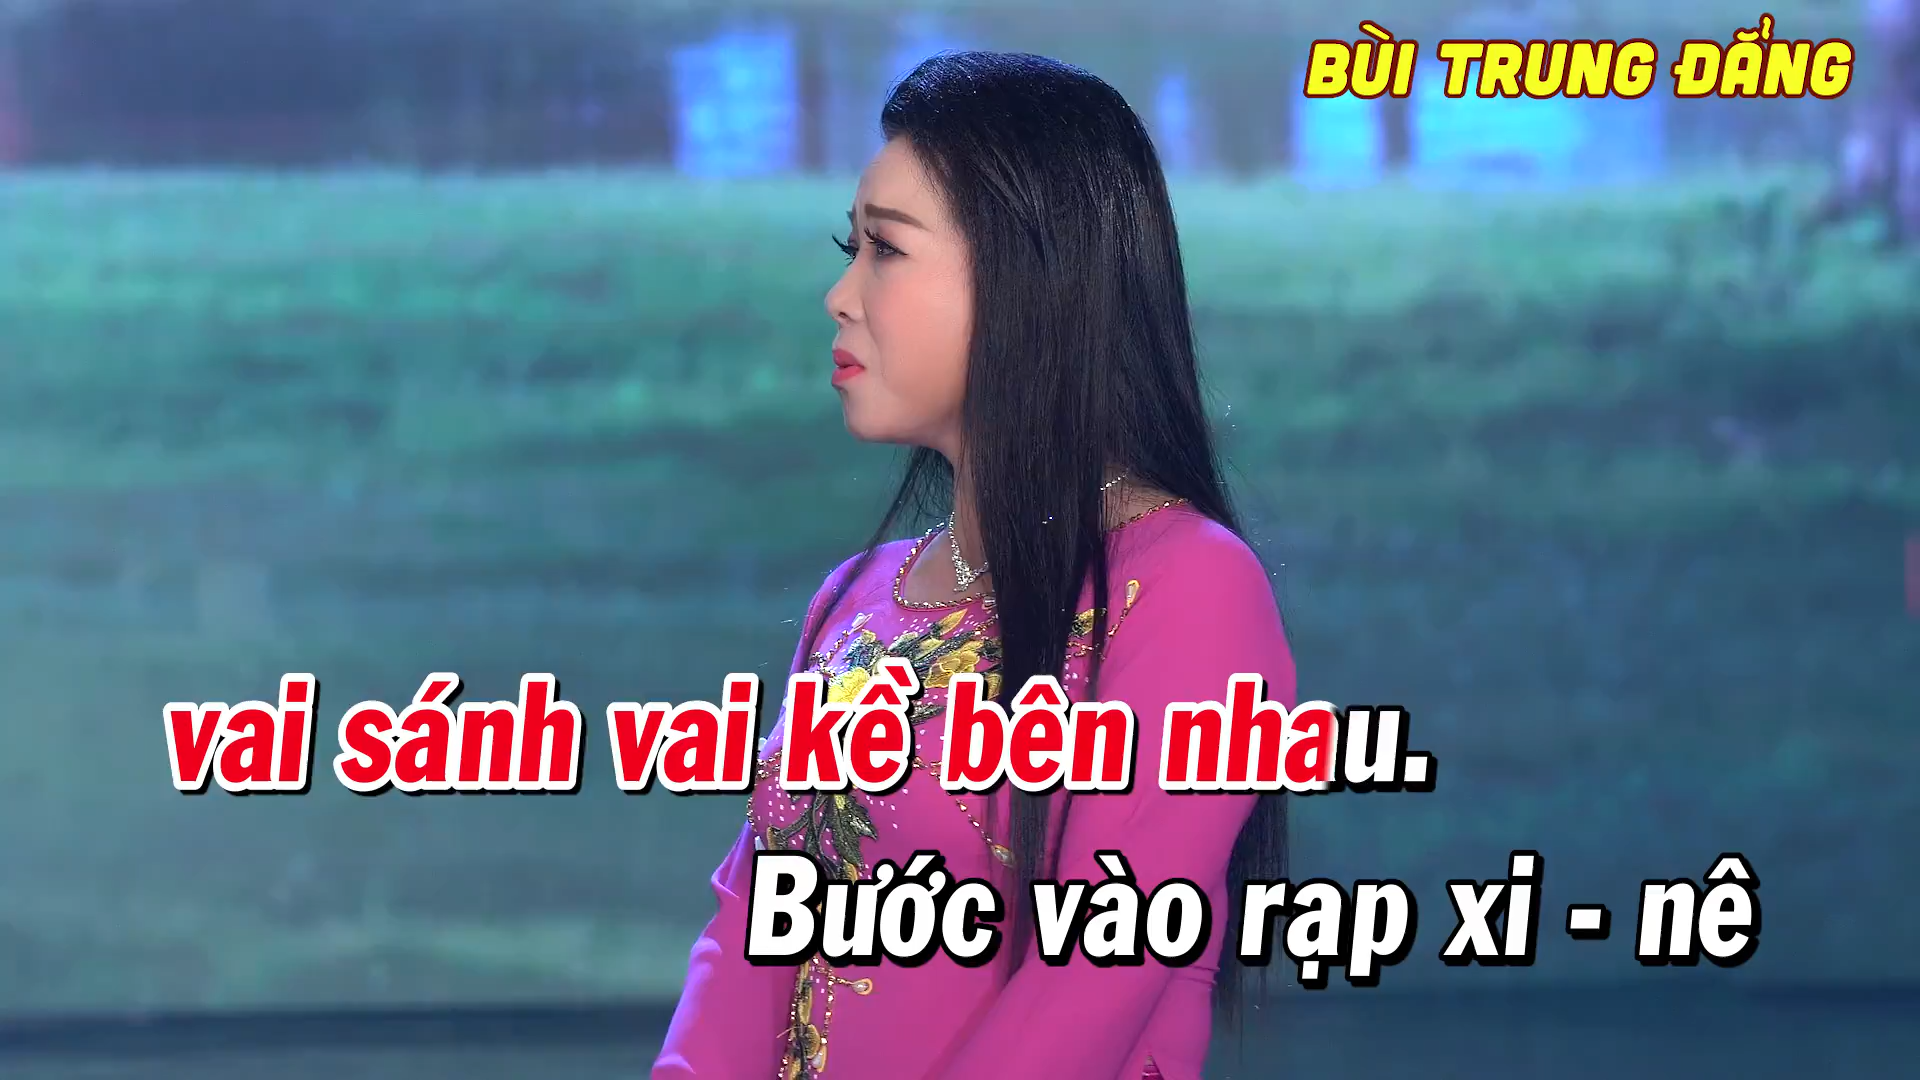 BÙI TRUNG ĐẲNG
vai sánh vai kề bên nhau.
Bước vào rạp xi - nê